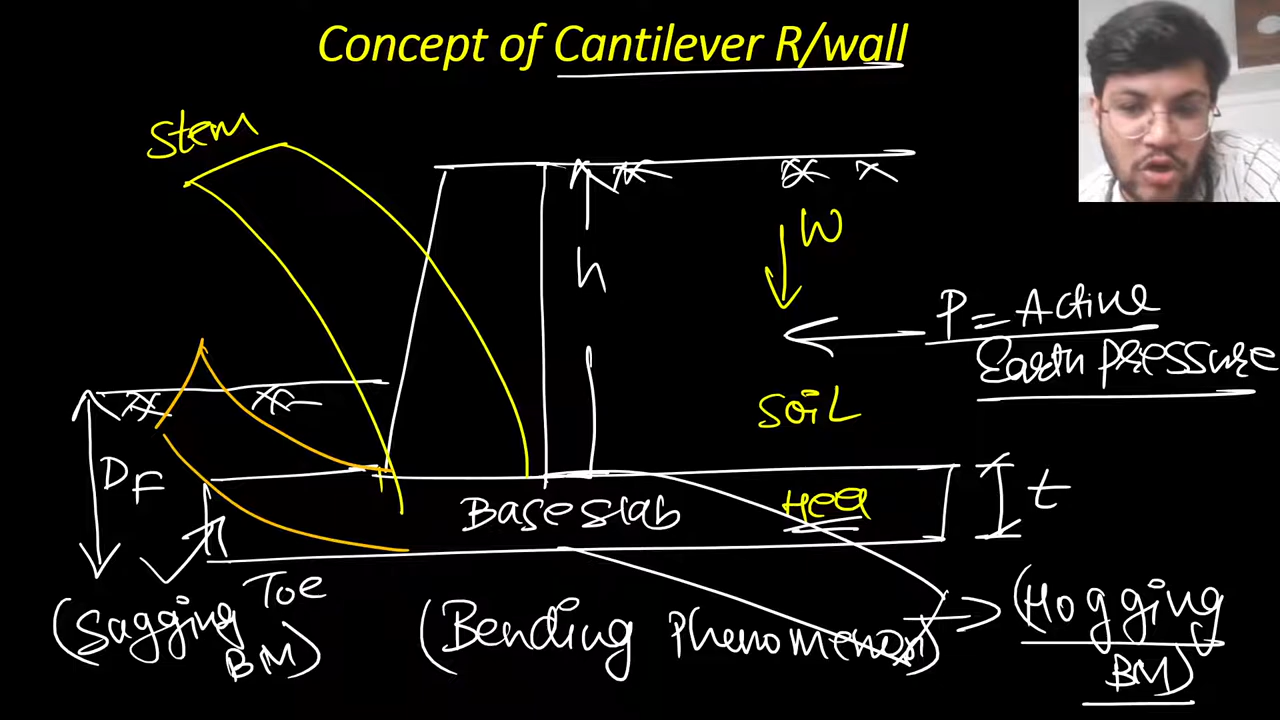 Concept of Cantilever R/wall
Stem
h
W
P = Active
Earth Pressure
Soil
DF
Base slab
Heel
t
Toe
(Sagging
BM)
(Bending Phenomenon)
(Hogging
BM)